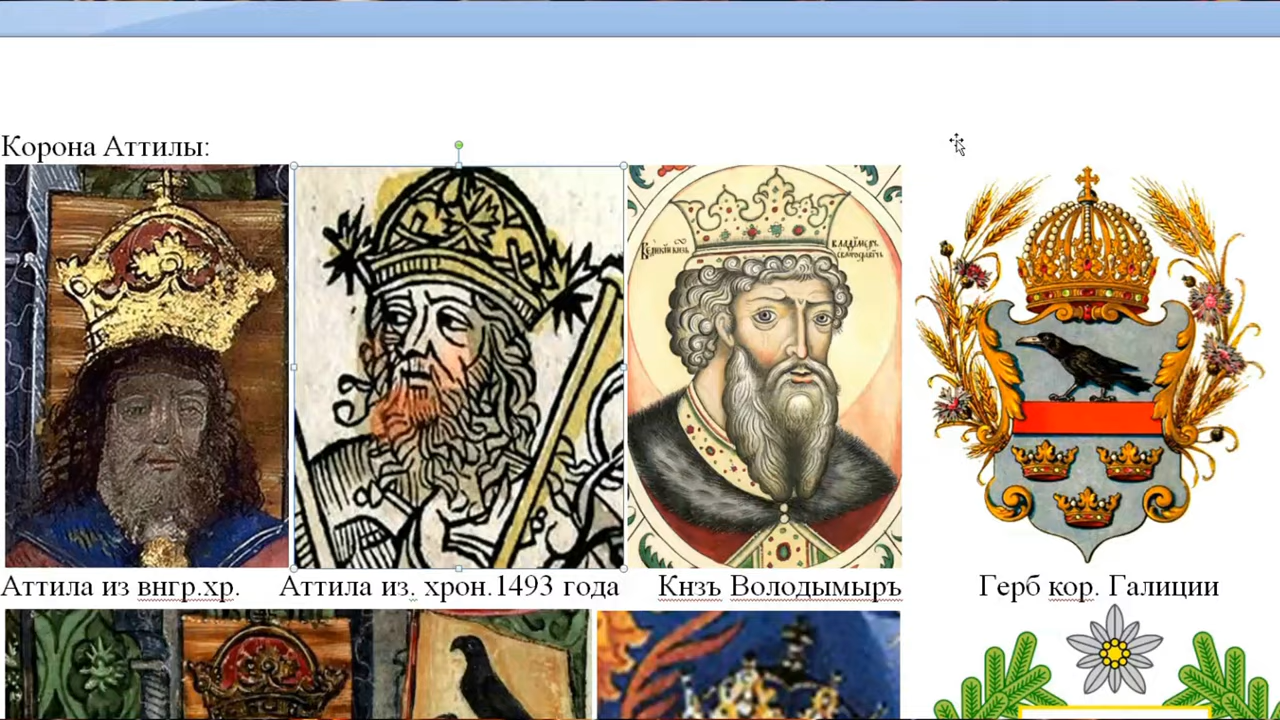 Корона Аттилы:
Аттила из внгр.хр. Аттила из. хрон.1493 года Кнзъ Володымыръ Герб кор. Галиции